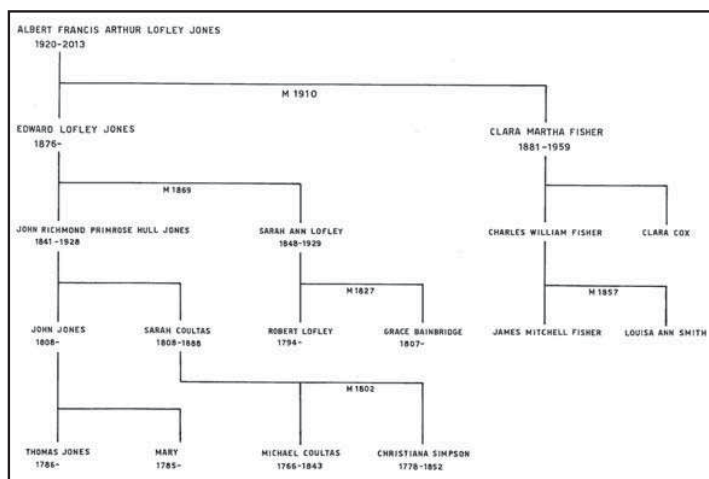 ALBERT FRANCIS ARTHUR LOFLEY JONES
1920-2013
M 1910
EDWARD LOFLEY JONES
1876-
CLARA MARTHA FISHER
1881-1959
M 1869
JOHN RICHMOND PRIMROSE HULL JONES
1841-1928
SARAH ANN LOFLEY
1848-1929
CHARLES WILLIAM FISHER
CLARA COX
M 1827
M 1857
JOHN JONES
1808-
SARAH COULTAS
1808-1888
ROBERT LOFLEY
1794-
GRACE BAINBRIDGE
1807-
JAMES MITCHELL FISHER
LOUISA ANN SMITH
M 1802
THOMAS JONES
1786-
MARY
1785-
MICHAEL COULTAS
1766-1843
CHRISTIANA SIMPSON
1778-1852